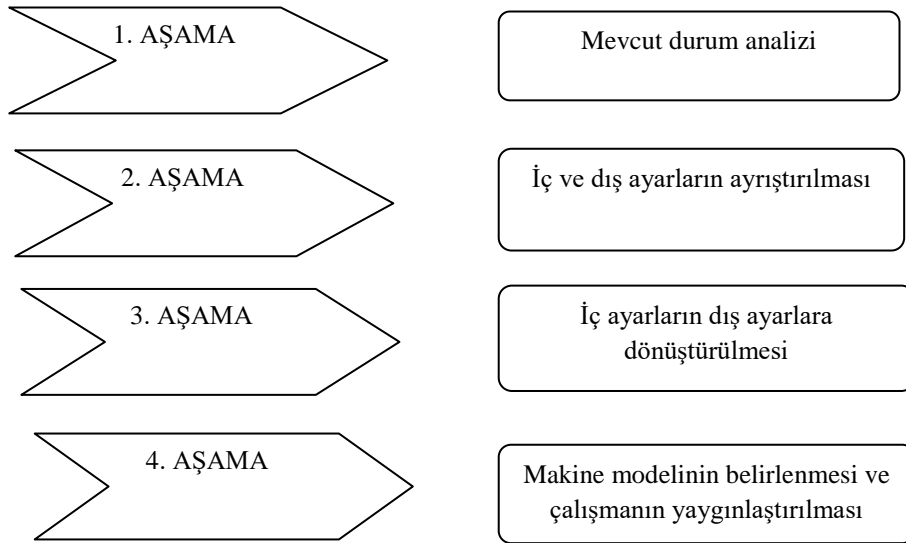 1. AŞAMA
Mevcut durum analizi
2. AŞAMA
İç ve dış ayarların ayrıştırılması
3. AŞAMA
İç ayarların dış ayarlara
dönüştürülmesi
4. AŞAMA
Makine modelinin belirlenmesi ve
çalışmanın yaygınlaştırılması